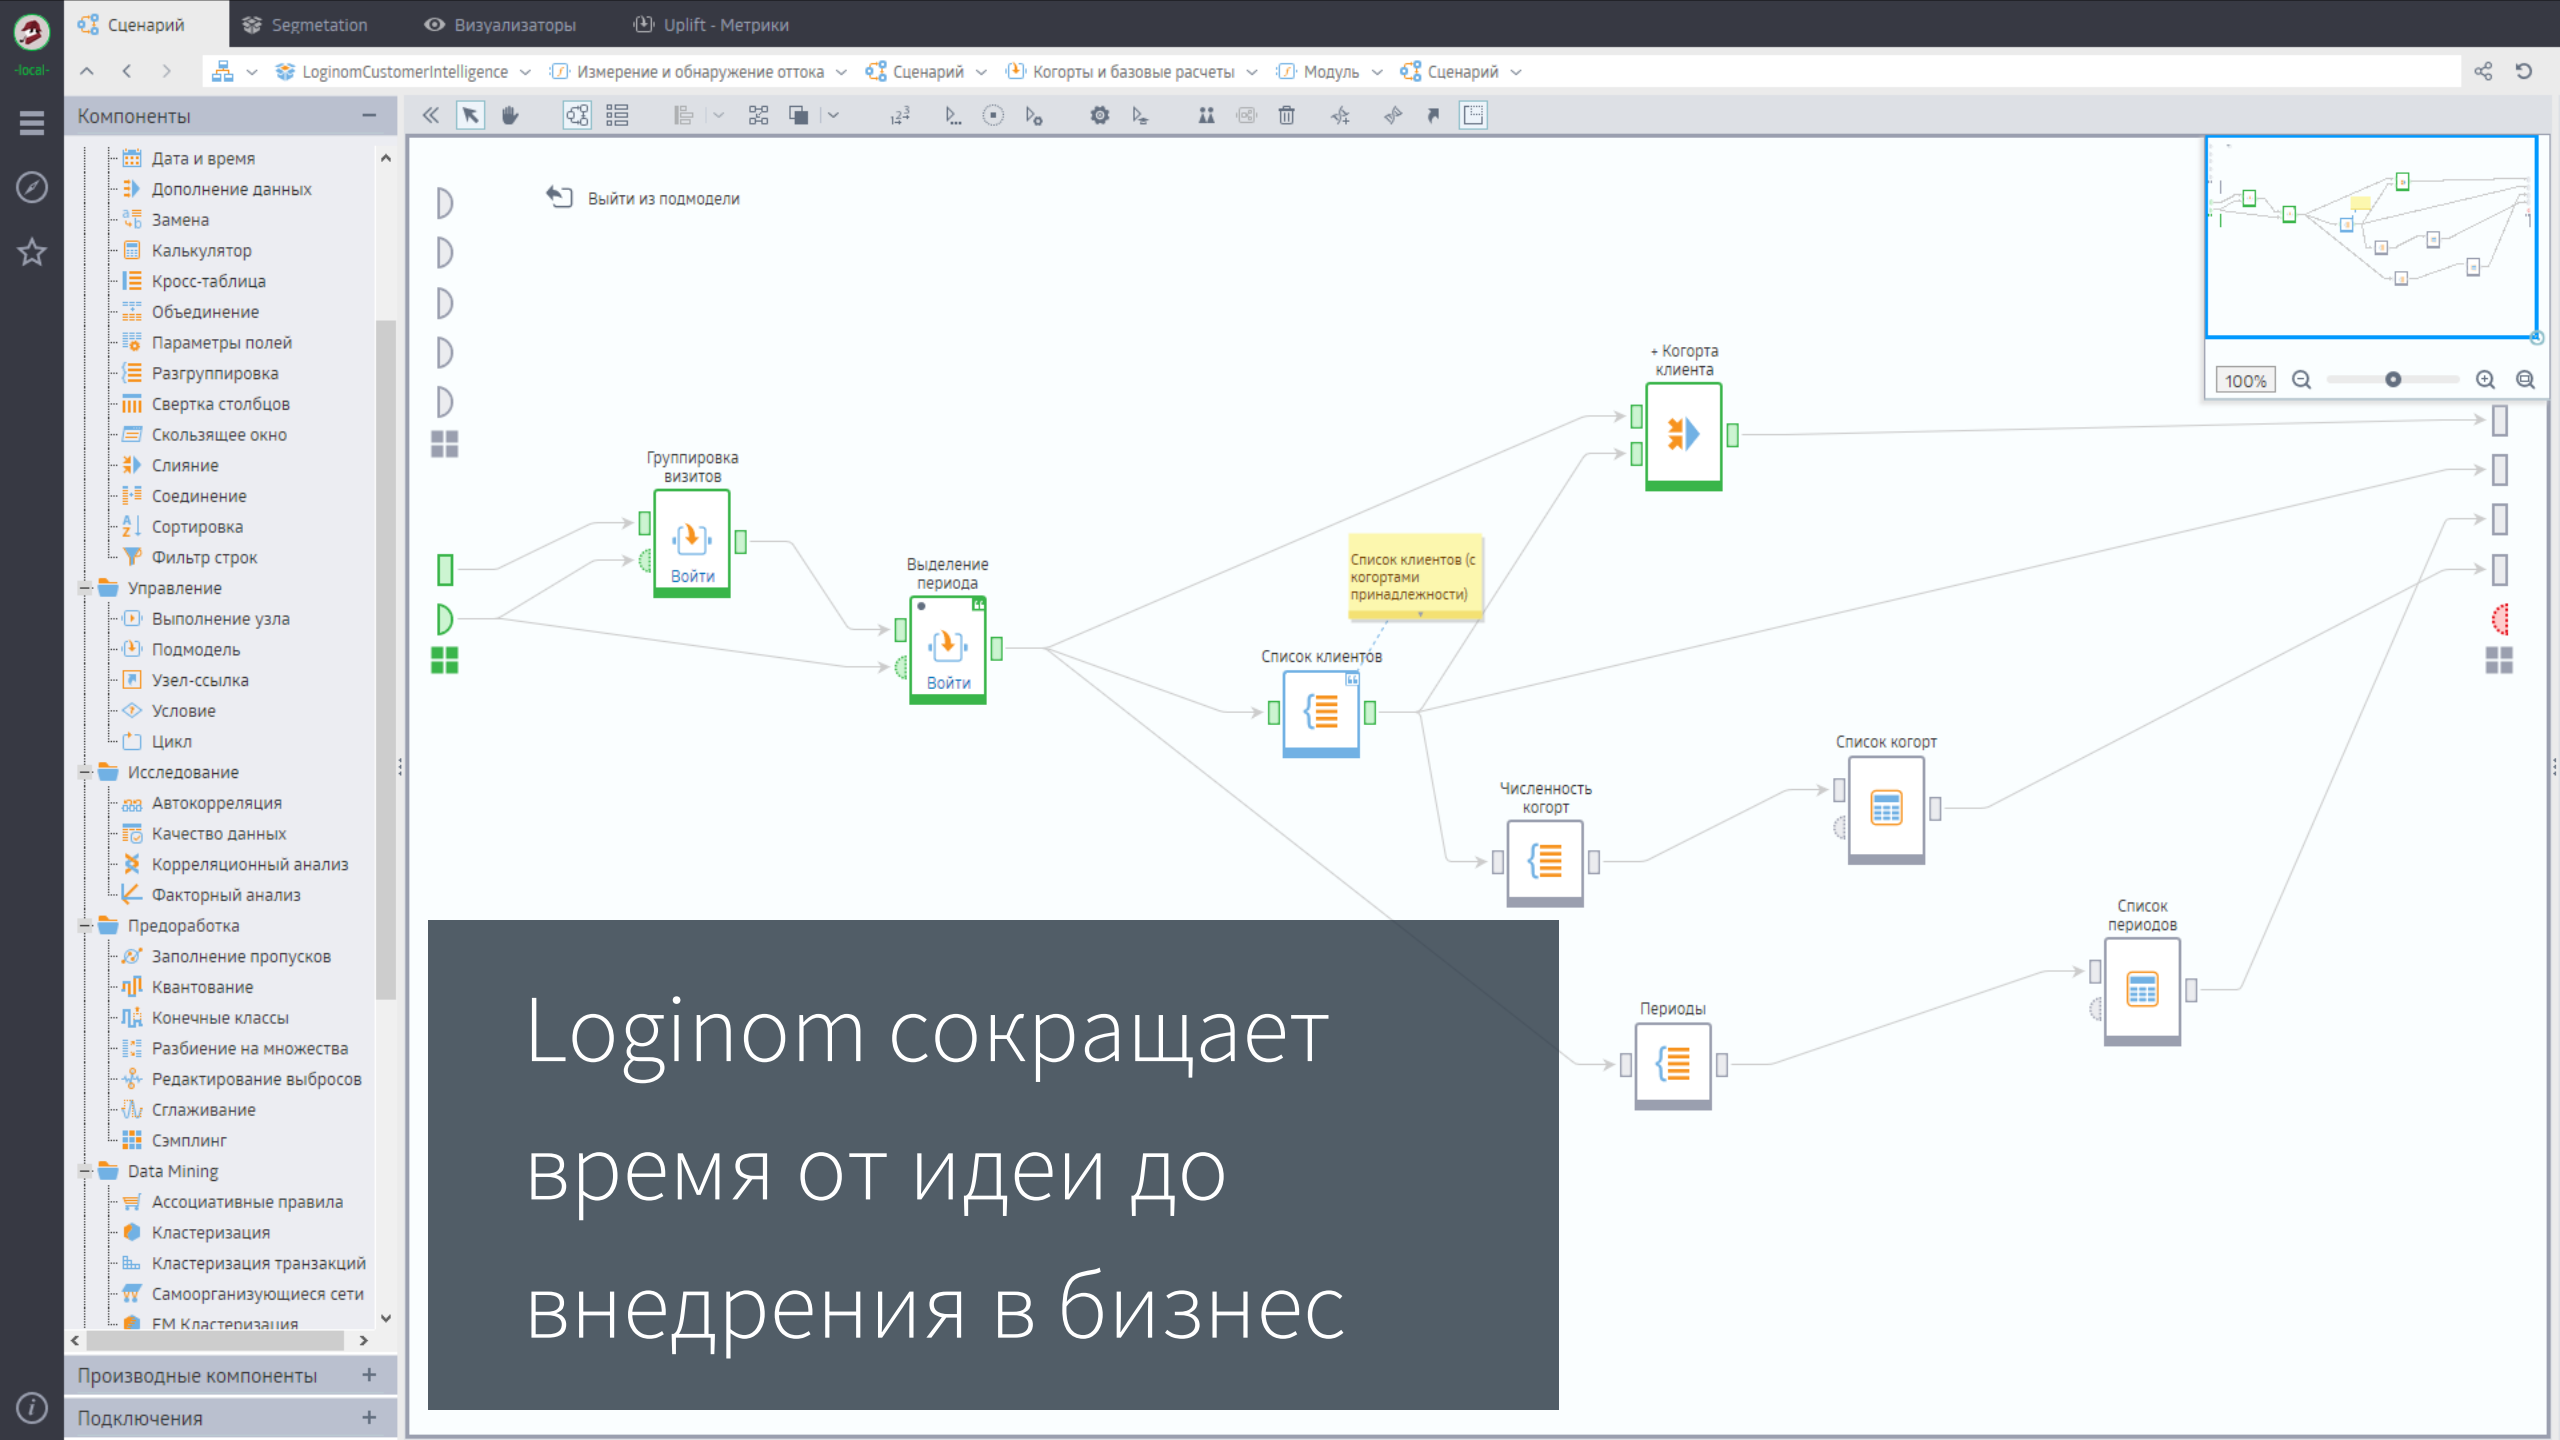 Сценарий
Segmetation
Визуализаторы
Uplift - Метрики
-local-
LoginomCustomerIntelligence
Измерение и обнаружение оттока
Сценарий
Когорты и базовые расчеты
Модуль
Сценарий
Компоненты
Дата и время
Дополнение данных
Замена
Калькулятор
Кросс-таблица
Объединение
Параметры полей
Разгруппировка
Свертка столбцов
Скользящее окно
Слияние
Соединение
Сортировка
Фильтр строк
Управление
Выполнение узла
Подмодель
Узел-ссылка
Условие
Цикл
Исследование
Автокорреляция
Качество данных
Корреляционный анализ
Факторный анализ
Предоработка
Заполнение пропусков
Квантование
Конечные классы
Разбиение на множества
Редактирование выбросов
Сглаживание
Сэмплинг
Data Mining
Ассоциативные правила
Кластеризация
Кластеризация транзакций
Самоорганизующиеся сети
EM Кластеризация
Производные компоненты
Подключения
Выйти из подмодели
100%
+ Когорта
клиента
Группировка
визитов
Войти
Выделение
периода
Войти
Список клиентов (с
когортами
принадлежности)
Список клиентов
Список когорт
Численность
когорт
Список
периодов
Периоды
Loginom сокращает
время от идеи до
внедрения в бизнес